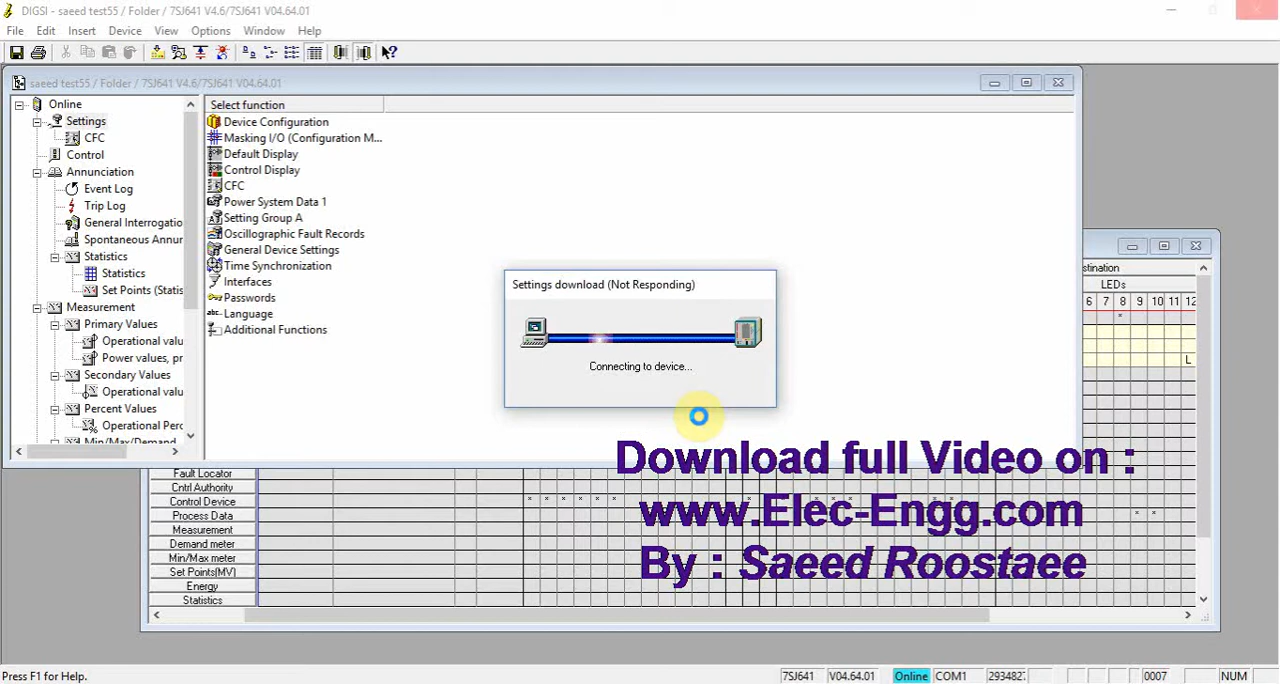 DIGSI - saeed test55 / Folder / 7SJ641 V4.6/7SJ641 V04.64.01
File Edit Insert Device View Options Window Help
saeed test55 / Folder / 7SJ641 V4.6/7SJ641 V04.64.01
Online
Settings
CFC
Control
Annunciation
Event Log
Trip Log
General Interrogatio
Spontaneous Annur
Statistics
Statistics
Set Points (Statis
Measurement
Primary Values
Operational valu
Power values, pr
Secondary Values
Operational valu
Percent Values
Operational Perc
Min/Max/Demand
Select function
Device Configuration
Masking I/O (Configuration M...
Default Display
Control Display
CFC
Power System Data 1
Setting Group A
Oscillographic Fault Records
General Device Settings
Time Synchronization
Interfaces
Passwords
Language
Additional Functions
Settings download (Not Responding)
Connecting to device...
stination
LEDs
6 7 8 9 10 11 12
*
L
Fault Locator
Cntrl Authority
Control Device
Process Data
Measurement
Demand meter
Min/Max meter
Set Points(MV)
Energy
Statistics
Download full Video on :
www.Elec-Engg.com
By : Saeed Roostaee
Press F1 for Help.
7SJ641 V04.64.01 Online COM1 293482 0007 NUM